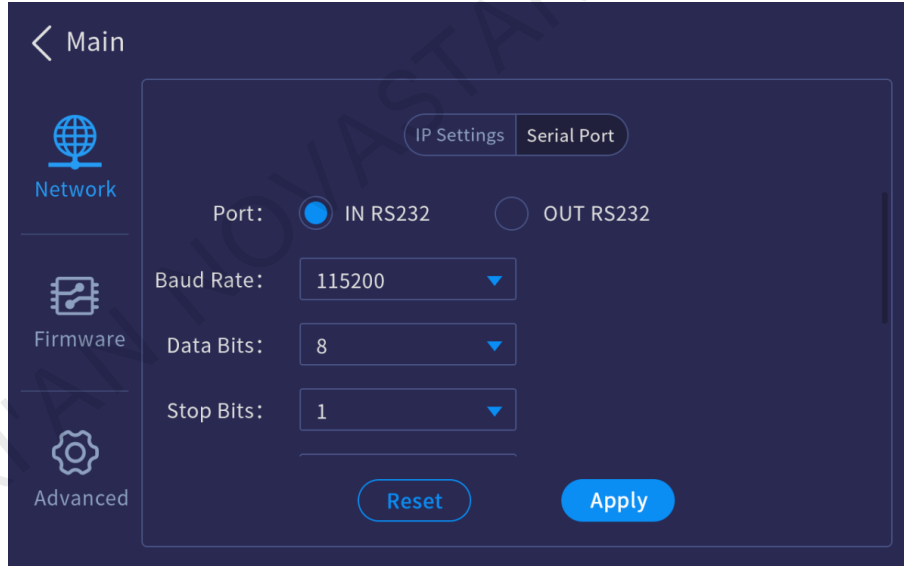 Main
IP Settings Serial Port
Network
Port: IN RS232 OUT RS232
Baud Rate: 115200
Firmware
Data Bits: 8
Stop Bits: 1
Advanced
Reset Apply